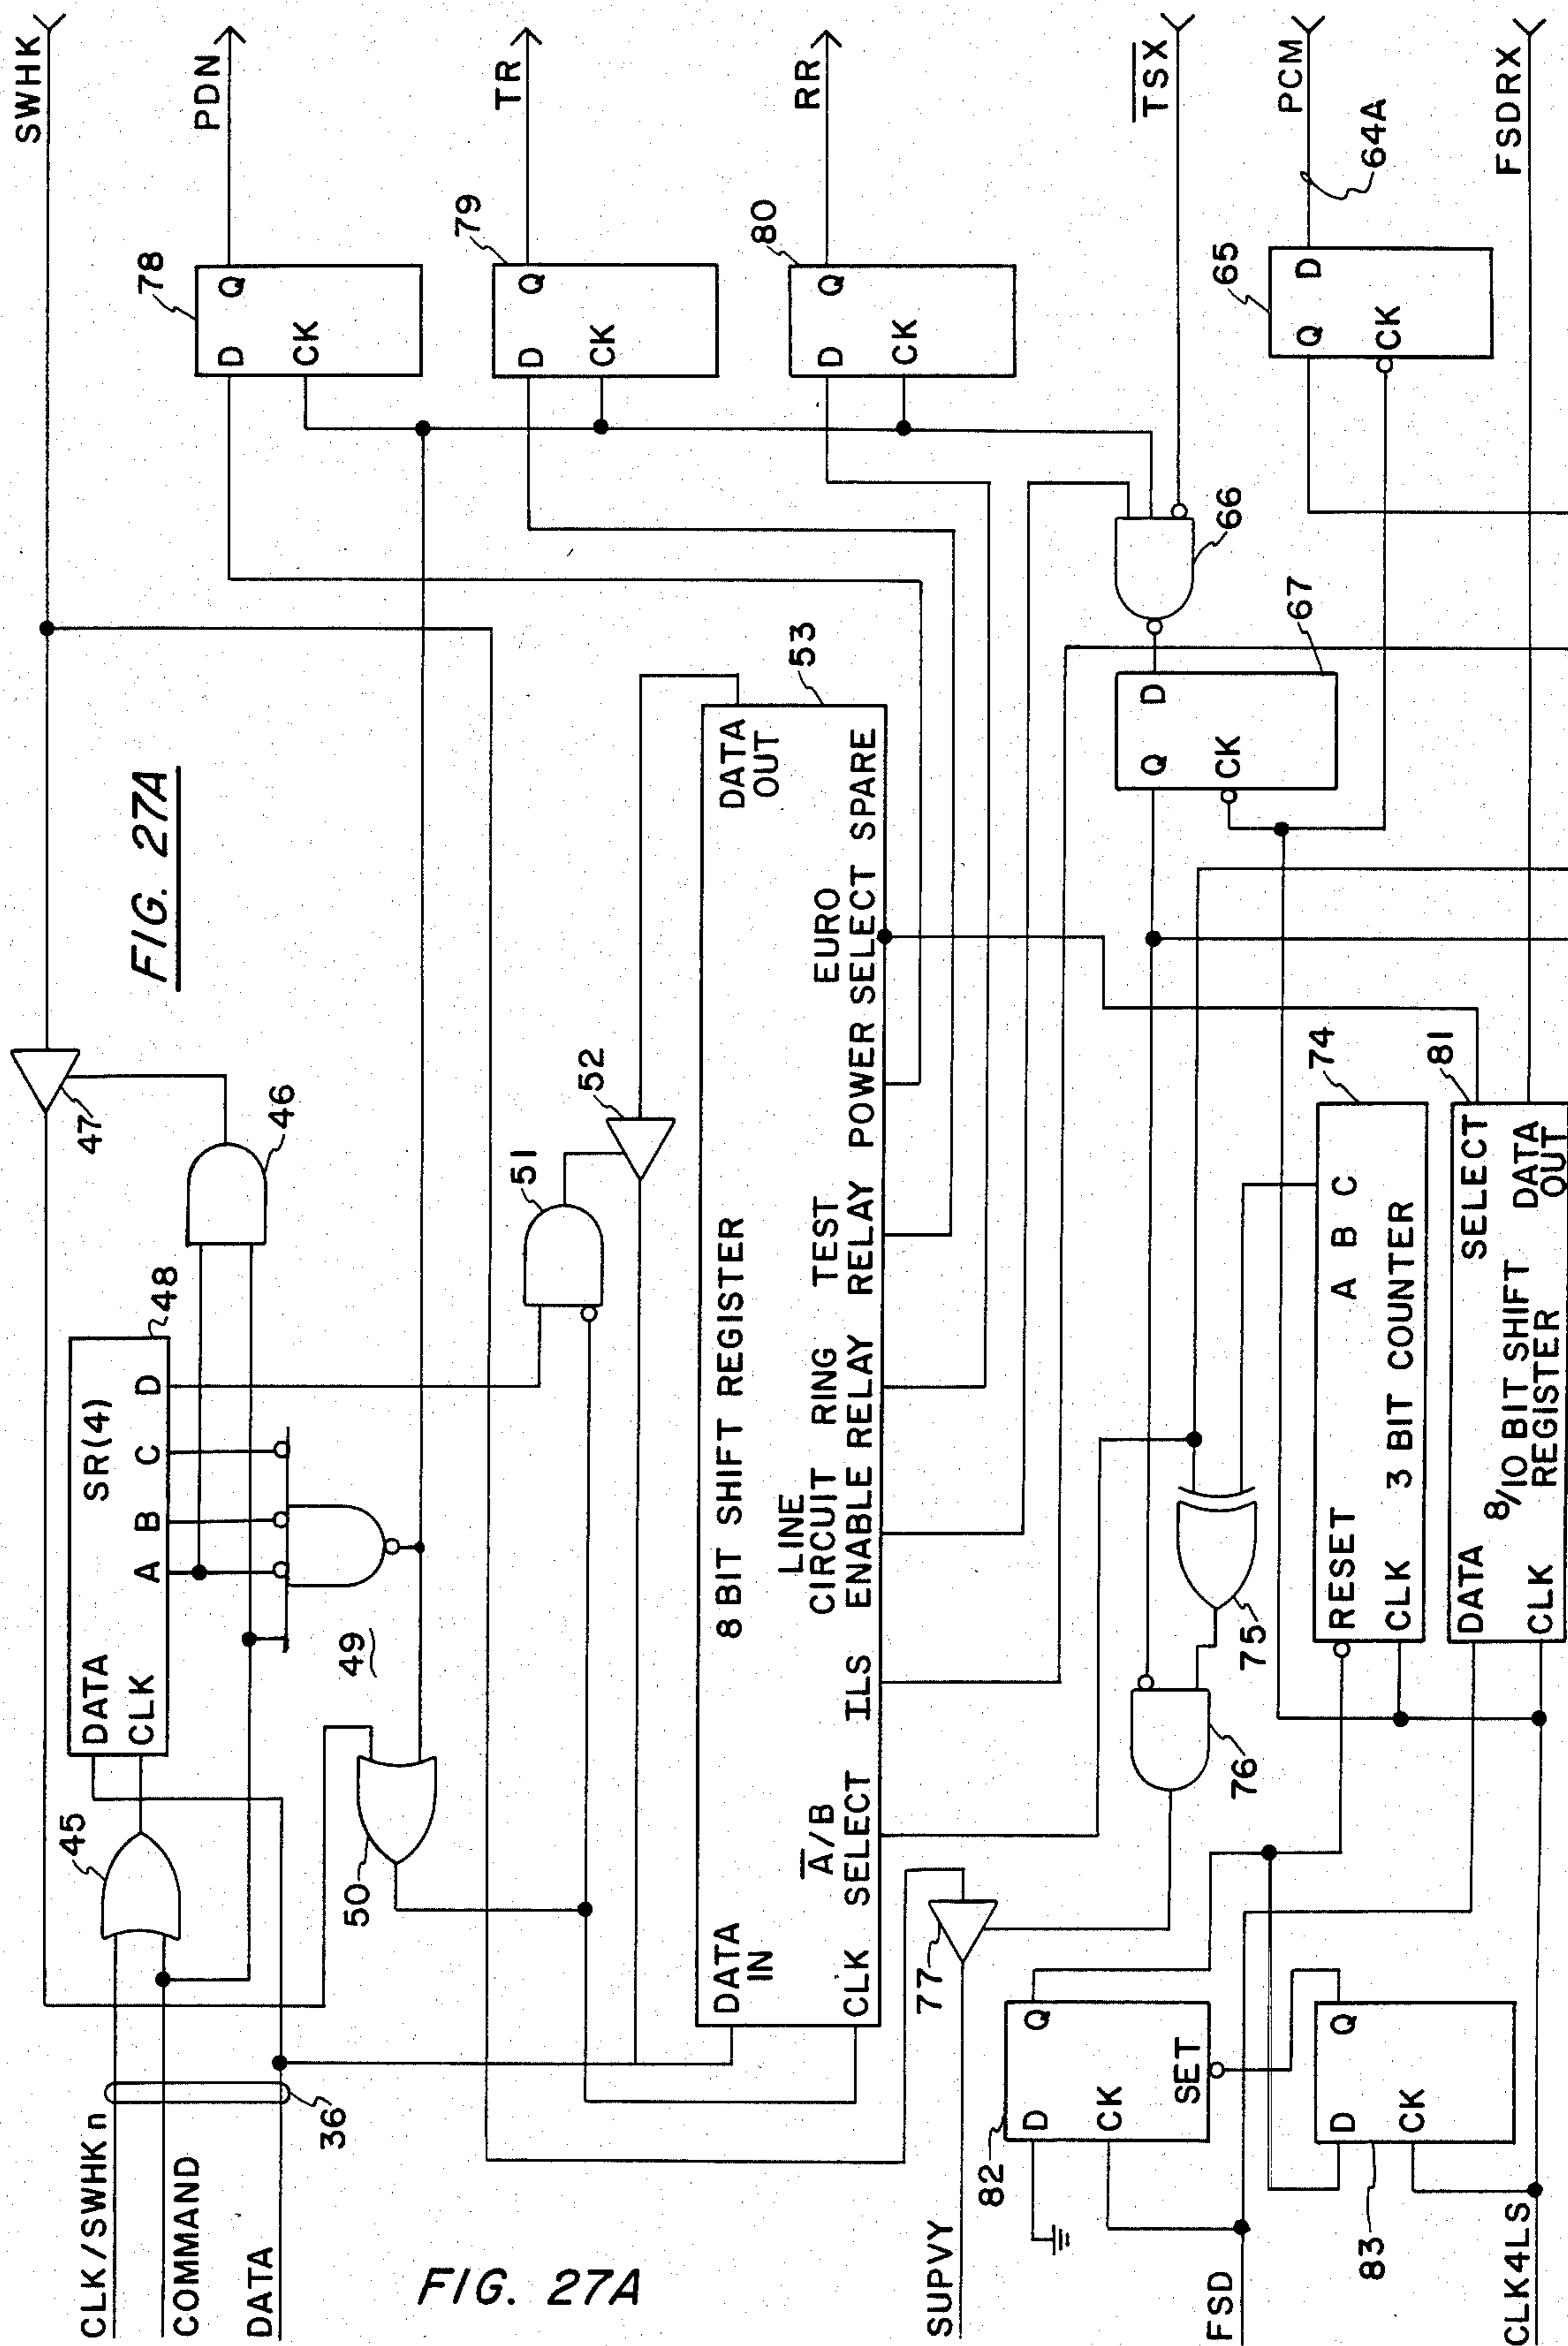 SWHK
PDN
TR
RR
TSX
PCM
FSDRX
64A
78
D Q
CK
79
D Q
CK
80
D Q
CK
65
Q D
CK
66
67
Q D
CK
FIG. 27A
47
46
48
SR(4)
DATA A B C D
CLK
45
49
50
51
52
53
8 BIT SHIFT REGISTER
DATA IN
DATA OUT
CLK
A/B SELECT
ILS
LINE CIRCUIT ENABLE
RING RELAY
TEST RELAY
POWER
EURO SELECT
SPARE
36
CLK/SWHKn
COMMAND
DATA
FIG. 27A
SUPVY
77
76
75
74
RESET A B C
CLK 3 BIT COUNTER
81
DATA SELECT
8/10 BIT SHIFT REGISTER
CLK
DATA OUT
82
D Q
CK
SET
83
D Q
CK
FSD
CLK4LS